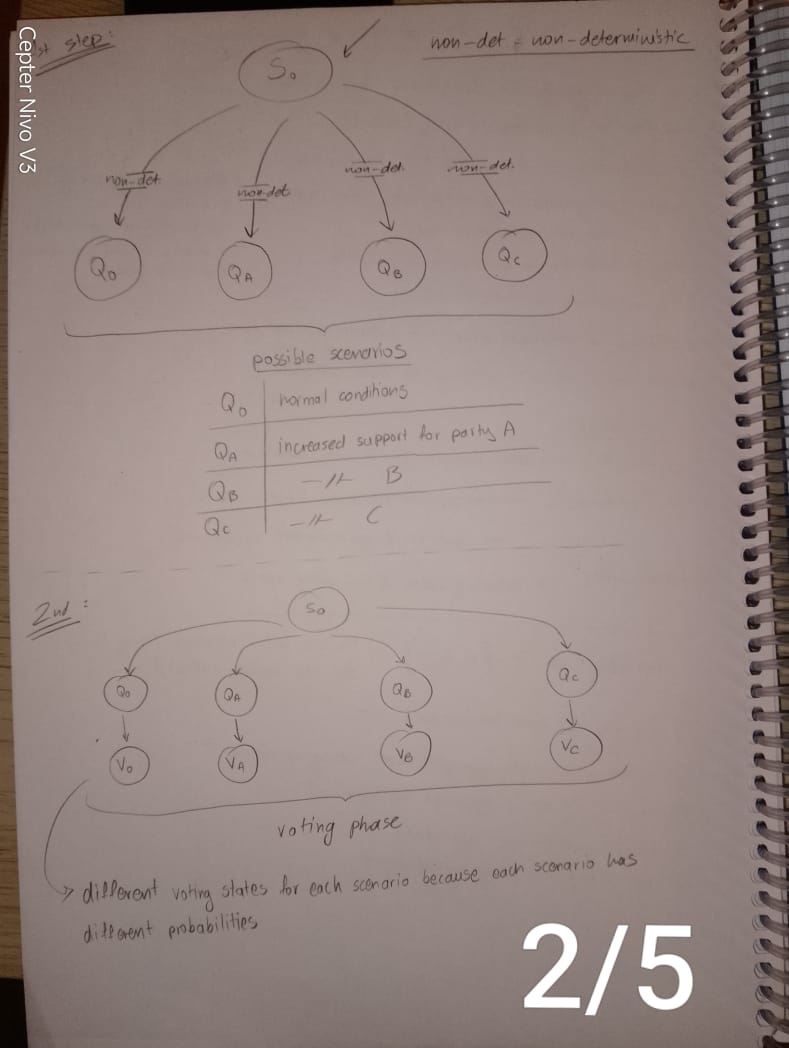 1st step:
non-det = non-deterministic
Cepter Nivo V3
S₀
non-det.
non-det.
non-det.
non-det.
Q₀
Q_A
Q_B
Q_C
possible scenarios
Q₀ normal conditions
Q_A increased support for party A
Q_B -//- B
Q_C -//- C
2nd:
S₀
Q₀ Q_A Q_B Q_C
V₀ V_A V_B V_C
voting phase
different voting states for each scenario because each scenario has
different probabilities
2/5